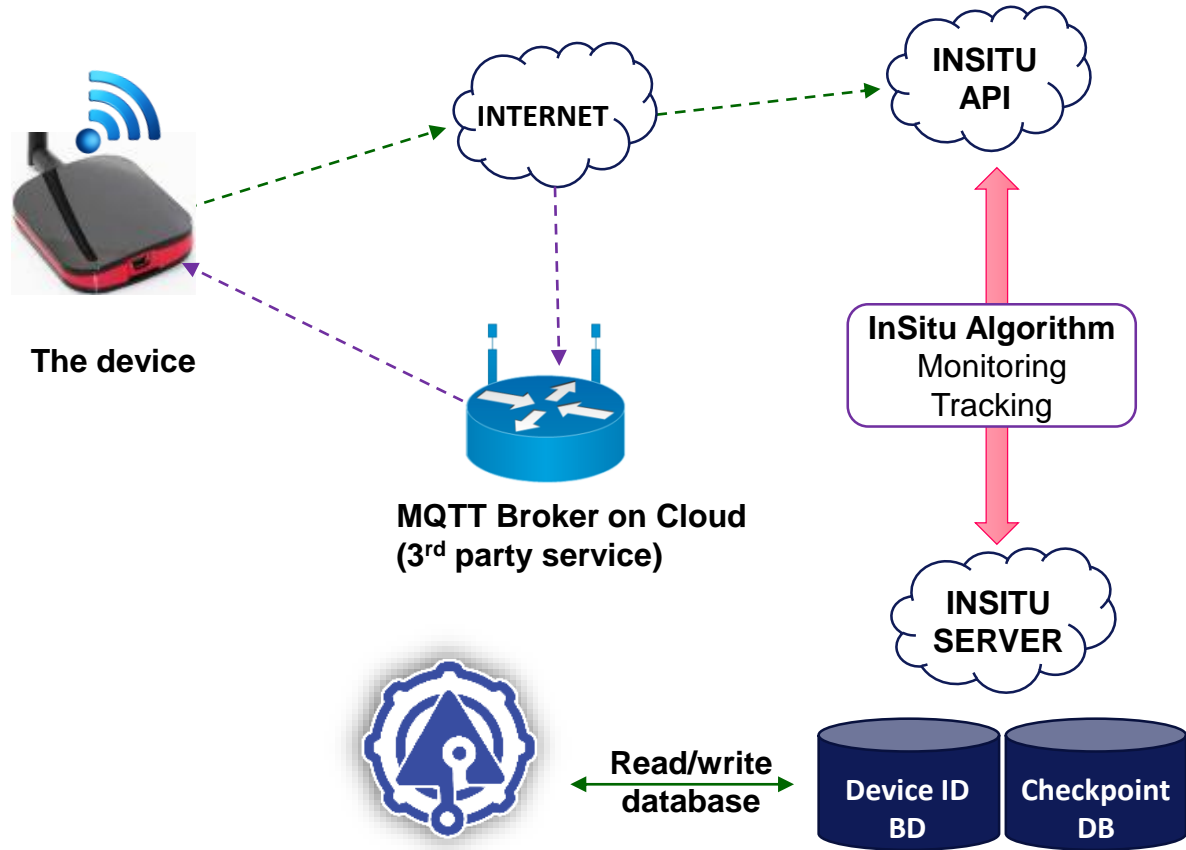 INTERNET
INSITU
API
The device
InSitu Algorithm
Monitoring
Tracking
MQTT Broker on Cloud
(3rd party service)
INSITU
SERVER
Read/write
database
Device ID
BD
Checkpoint
DB